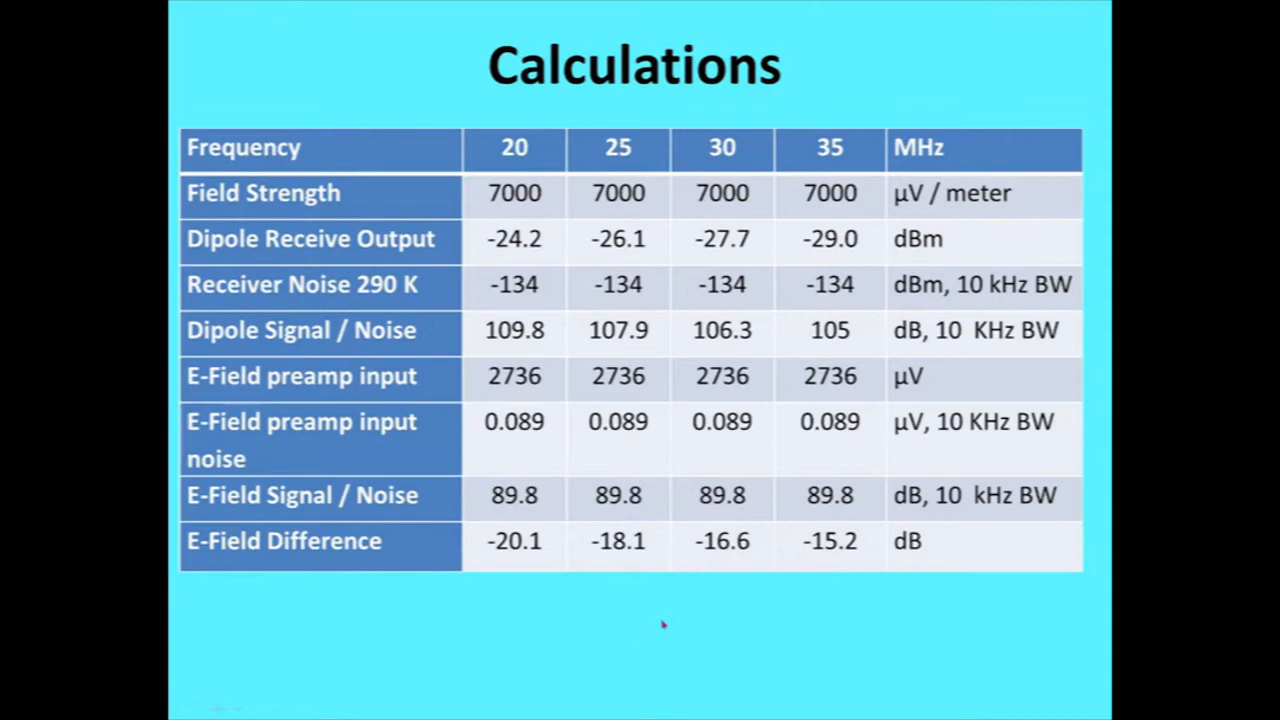 Calculations
Frequency 20 25 30 35 MHz
Field Strength 7000 7000 7000 7000 µV / meter
Dipole Receive Output -24.2 -26.1 -27.7 -29.0 dBm
Receiver Noise 290 K -134 -134 -134 -134 dBm, 10 kHz BW
Dipole Signal / Noise 109.8 107.9 106.3 105 dB, 10 KHz BW
E-Field preamp input 2736 2736 2736 2736 µV
E-Field preamp input 0.089 0.089 0.089 0.089 µV, 10 KHz BW
noise
E-Field Signal / Noise 89.8 89.8 89.8 89.8 dB, 10 kHz BW
E-Field Difference -20.1 -18.1 -16.6 -15.2 dB